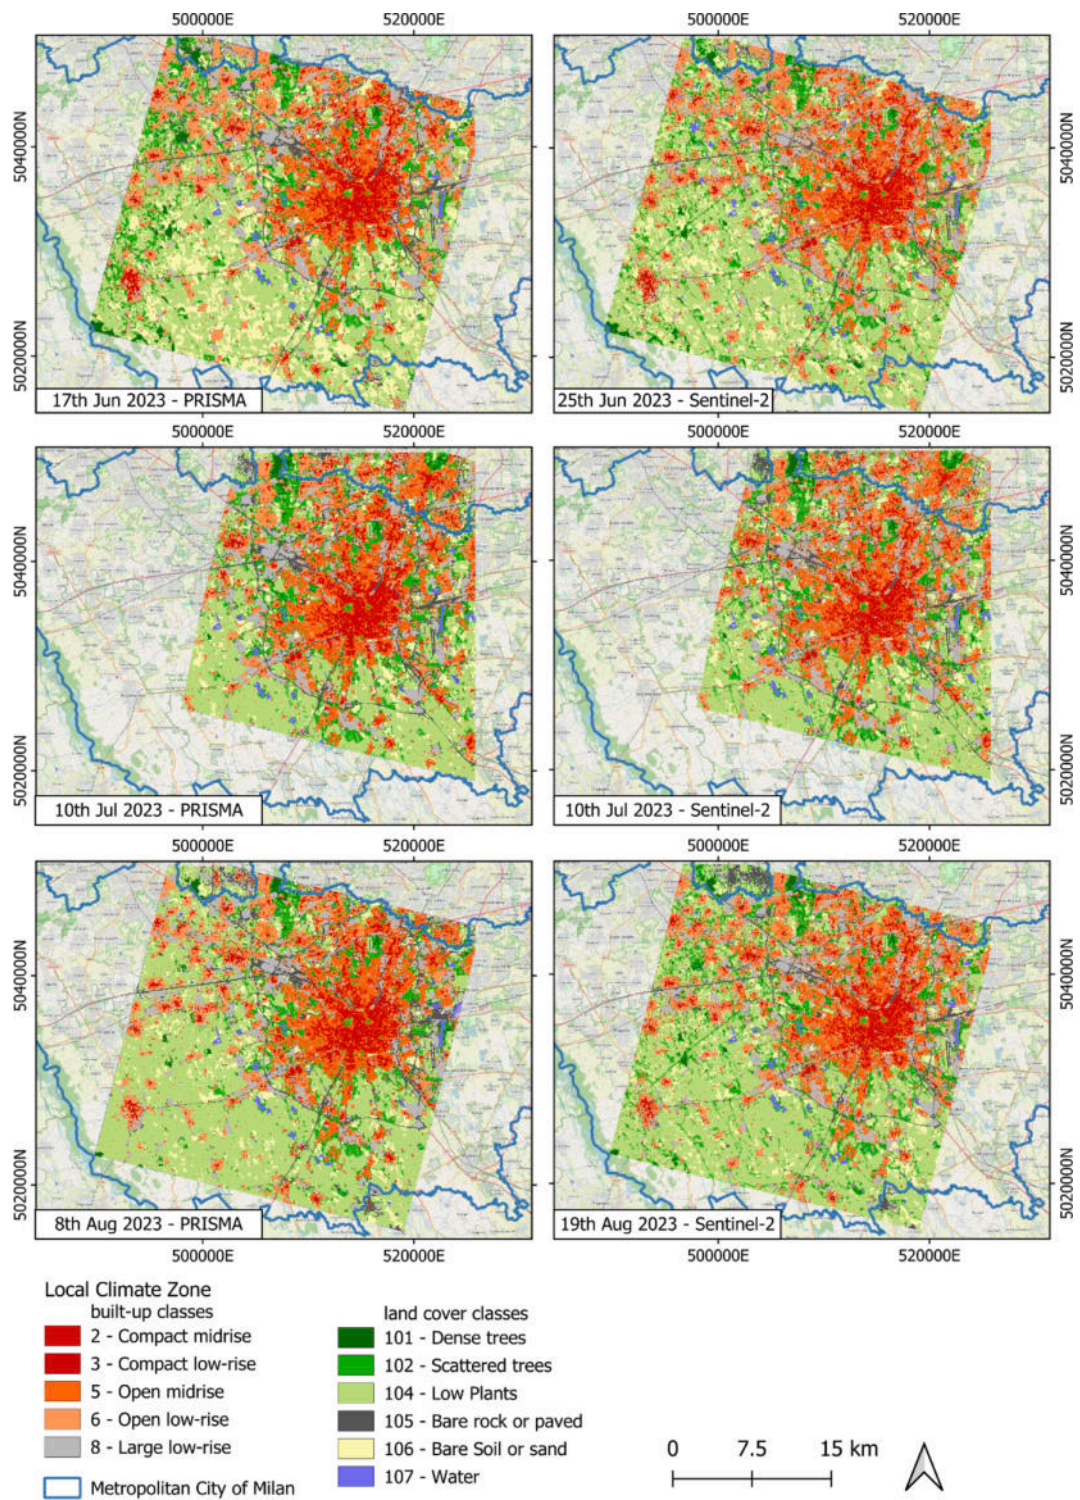 500000E 520000E 500000E 520000E
5040000N 5040000N
5020000N 5020000N
17th Jun 2023 - PRISMA 25th Jun 2023 - Sentinel-2
500000E 520000E 500000E 520000E
5040000N 5040000N
5020000N 5020000N
10th Jul 2023 - PRISMA 10th Jul 2023 - Sentinel-2
500000E 520000E 500000E 520000E
5040000N 5040000N
5020000N 5020000N
8th Aug 2023 - PRISMA 19th Aug 2023 - Sentinel-2
500000E 520000E 500000E 520000E
Local Climate Zone
built-up classes
2 - Compact midrise
3 - Compact low-rise
5 - Open midrise
6 - Open low-rise
8 - Large low-rise
Metropolitan City of Milan
land cover classes
101 - Dense trees
102 - Scattered trees
104 - Low Plants
105 - Bare rock or paved
106 - Bare Soil or sand
107 - Water
0 7.5 15 km